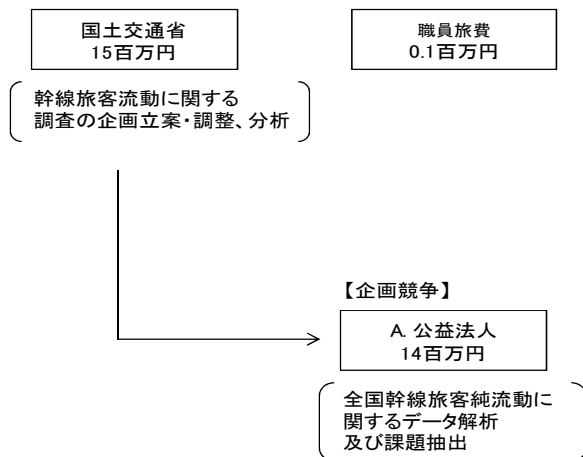 国土交通省
15百万円
職員旅費
0.1百万円
幹線旅客流動に関する
調査の企画立案・調整、分析
【企画競争】
A. 公益法人
14百万円
全国幹線旅客純流動に
関するデータ解析
及び課題抽出